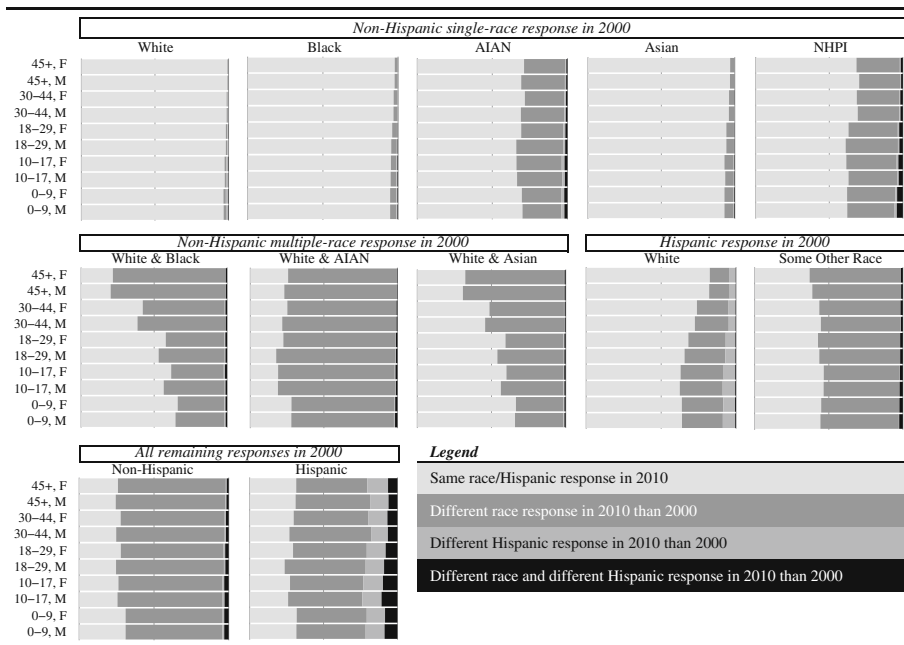 Non-Hispanic single-race response in 2000
White Black AIAN Asian NHPI
45+, F
45+, M
30–44, F
30–44, M
18–29, F
18–29, M
10–17, F
10–17, M
0–9, F
0–9, M
Non-Hispanic multiple-race response in 2000 Hispanic response in 2000
White & Black White & AIAN White & Asian White Some Other Race
45+, F
45+, M
30–44, F
30–44, M
18–29, F
18–29, M
10–17, F
10–17, M
0–9, F
0–9, M
All remaining responses in 2000
Non-Hispanic Hispanic
45+, F
45+, M
30–44, F
30–44, M
18–29, F
18–29, M
10–17, F
10–17, M
0–9, F
0–9, M
Legend
Same race/Hispanic response in 2010
Different race response in 2010 than 2000
Different Hispanic response in 2010 than 2000
Different race and different Hispanic response in 2010 than 2000